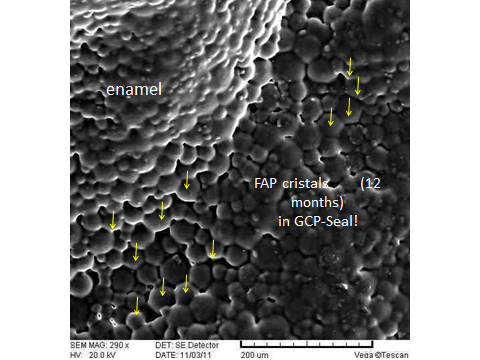 enamel
FAP cristals (12
months)
in GCP-Seal!
SEM MAG: 290 x DET: SE Detector
HV: 20.0 kV DATE: 11/03/11 200 um Vega ©Tescan